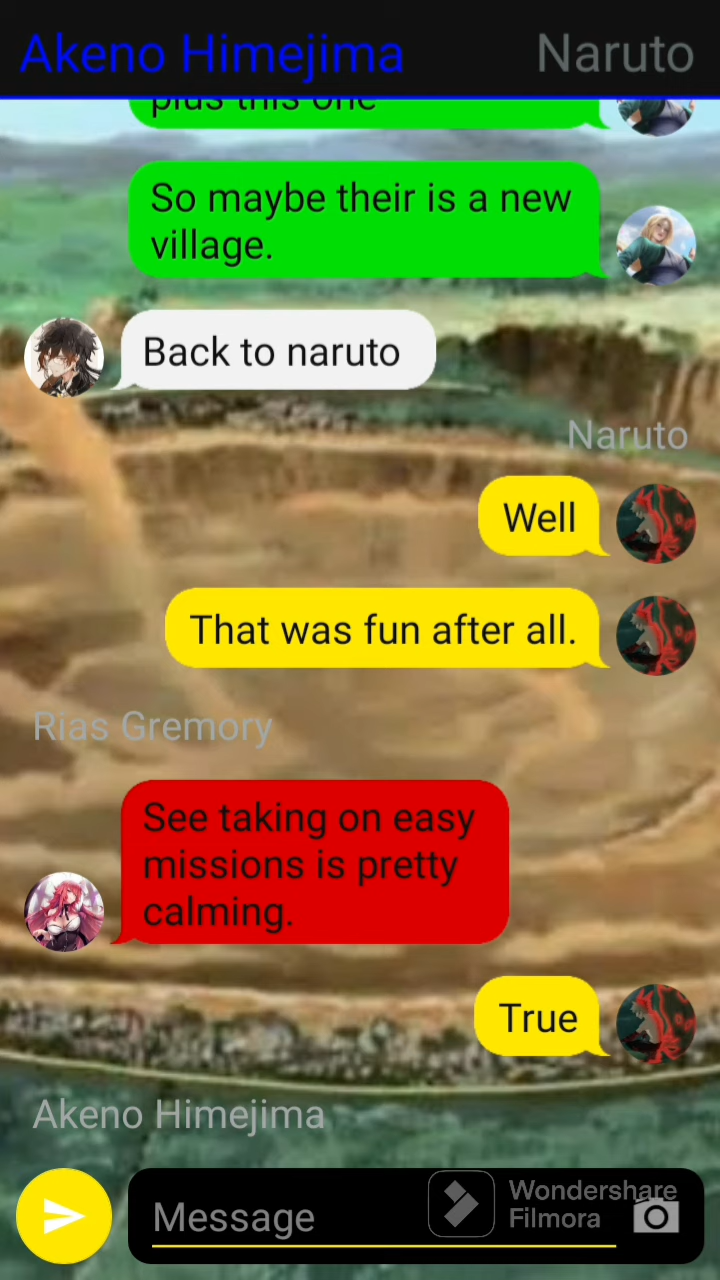 Akeno Himejima
Naruto
plus this one
So maybe their is a new
village.
Back to naruto
Naruto
Well
That was fun after all.
Rias Gremory
See taking on easy
missions is pretty
calming.
True
Akeno Himejima
Message
Wondershare
Filmora